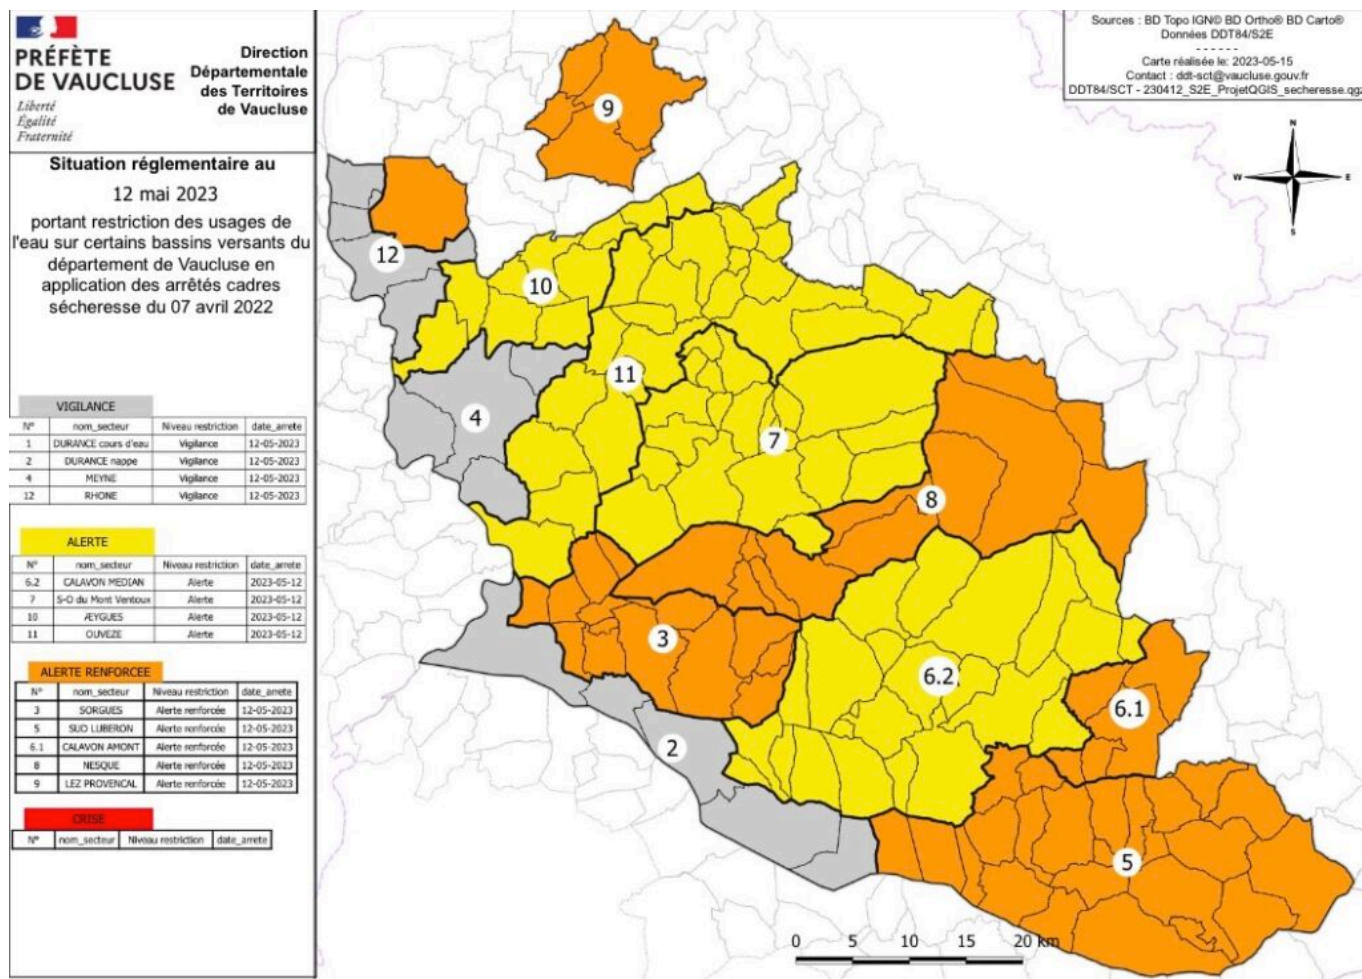 PRÉFÈTE
DE VAUCLUSE
Liberté
Égalité
Fraternité
Direction
Départementale
des Territoires
de Vaucluse
Situation réglementaire au
12 mai 2023
portant restriction des usages de
l'eau sur certains bassins versants du
département de Vaucluse en
application des arrêtés cadres
sécheresse du 07 avril 2022
VIGILANCE
N° nom_secteur Niveau restriction date_arrete
1 DURANCE cours d'eau Vigilance 12-05-2023
2 DURANCE nappe Vigilance 12-05-2023
4 MEYNE Vigilance 12-05-2023
12 RHONE Vigilance 12-05-2023
ALERTE
N° nom_secteur Niveau restriction date_arrete
6.2 CALAVON MEDIAN Alerte 2023-05-12
7 S-O du Mont Ventoux Alerte 2023-05-12
10 ÆYGUES Alerte 2023-05-12
11 OUVEZE Alerte 2023-05-12
ALERTE RENFORCEE
N° nom_secteur Niveau restriction date_arrete
3 SORGUES Alerte renforcée 12-05-2023
5 SUD LUBERON Alerte renforcée 12-05-2023
6.1 CALAVON AMONT Alerte renforcée 12-05-2023
8 NESQUE Alerte renforcée 12-05-2023
9 LEZ PROVENCAL Alerte renforcée 12-05-2023
CRISE
N° nom_secteur Niveau restriction date_arrete
Sources : BD Topo IGN© BD Ortho® BD Carto®
Données DDT84/S2E
------
Carte réalisée le: 2023-05-15
Contact : ddt-sct@vaucluse.gouv.fr
DDT84/SCT - 230412_S2E_ProjetQGIS_secheresse.qgz
N
W E
S
9
12
10
11
4
7
8
3
6.2
6.1
2
5
0 5 10 15 20 km